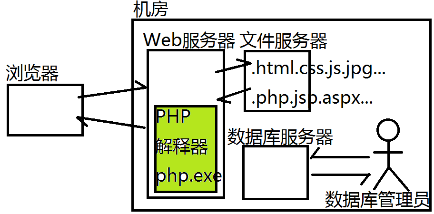 机房
Web服务器 文件服务器
浏览器
.html.css.js.jpg...
.php.jsp.aspx...
PHP
解释器
php.exe
数据库服务器
数据库管理员